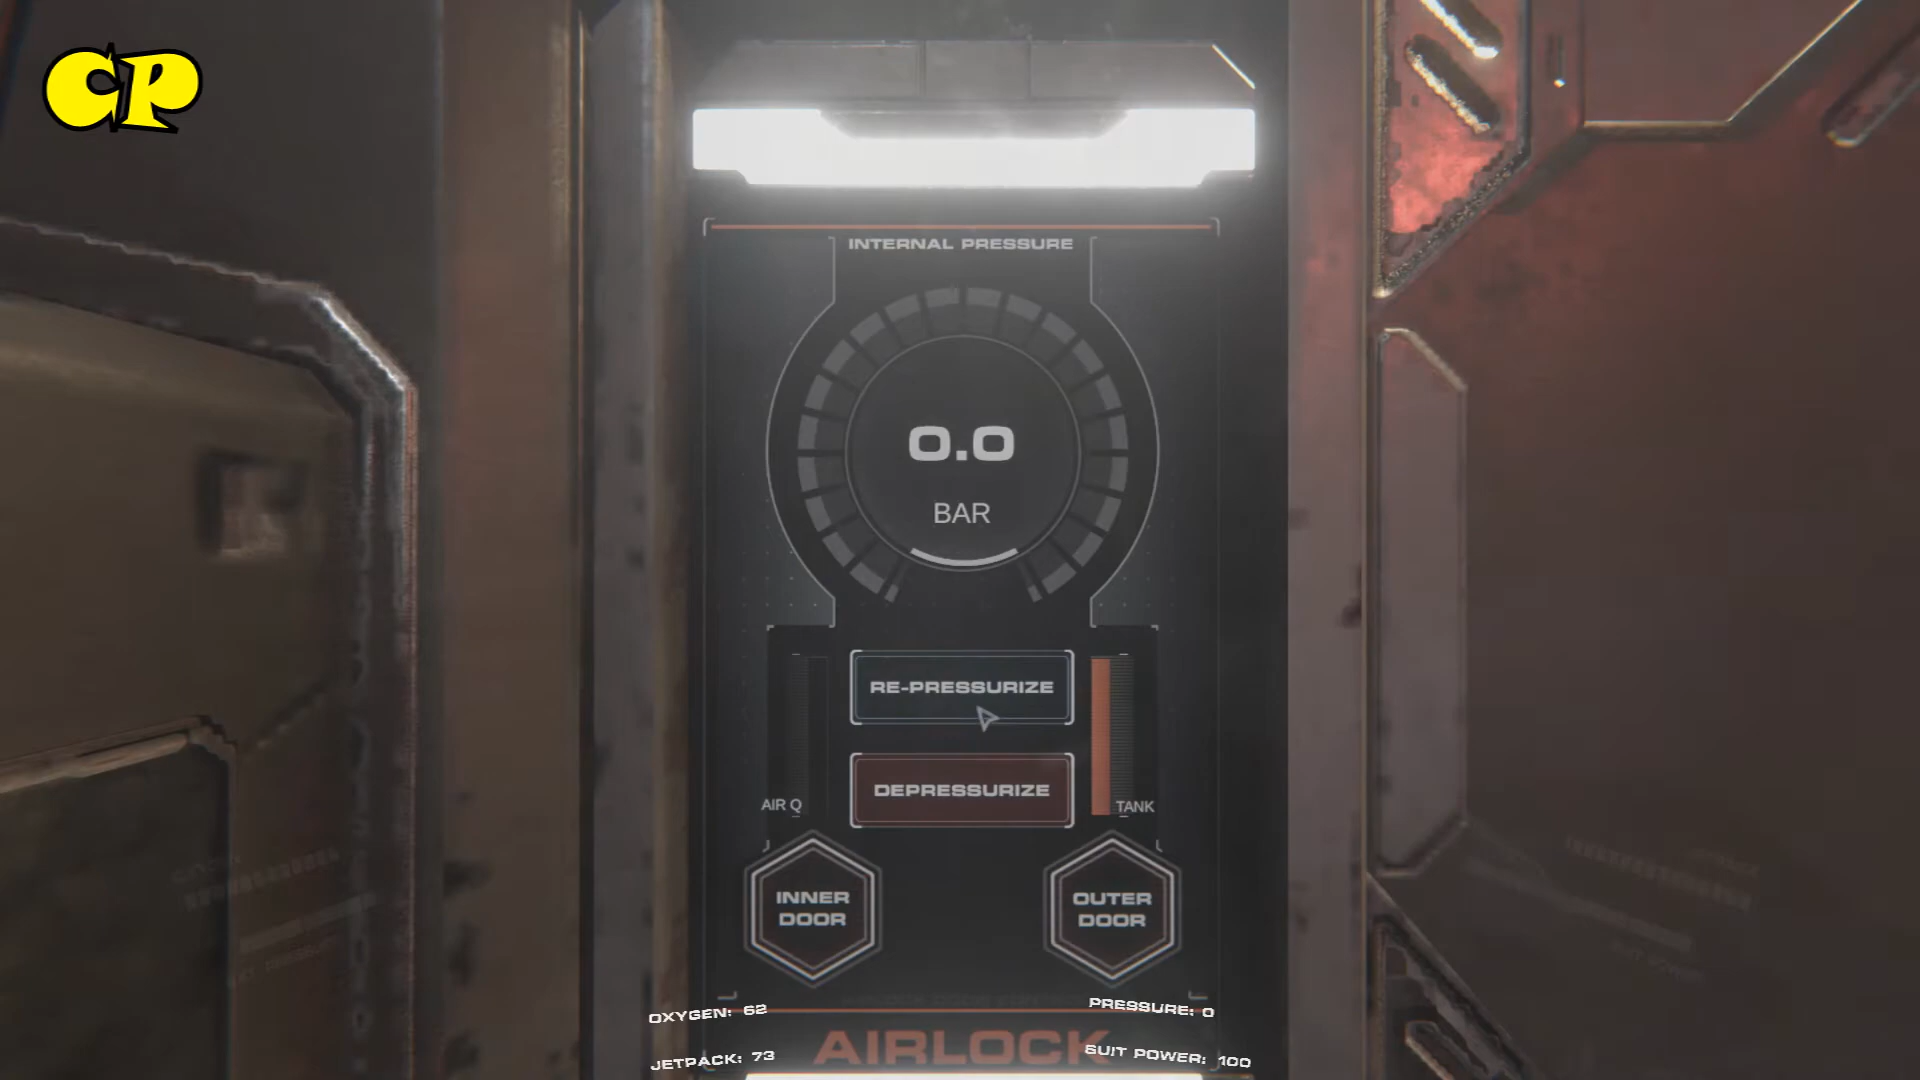 CP
INTERNAL PRESSURE
0.0
BAR
RE-PRESSURIZE
DEPRESSURIZE
AIR Q
TANK
INNER
DOOR
OUTER
DOOR
OXYGEN: 62
PRESSURE: 0
AIRLOCK
JETPACK: 73
SUIT POWER: 100